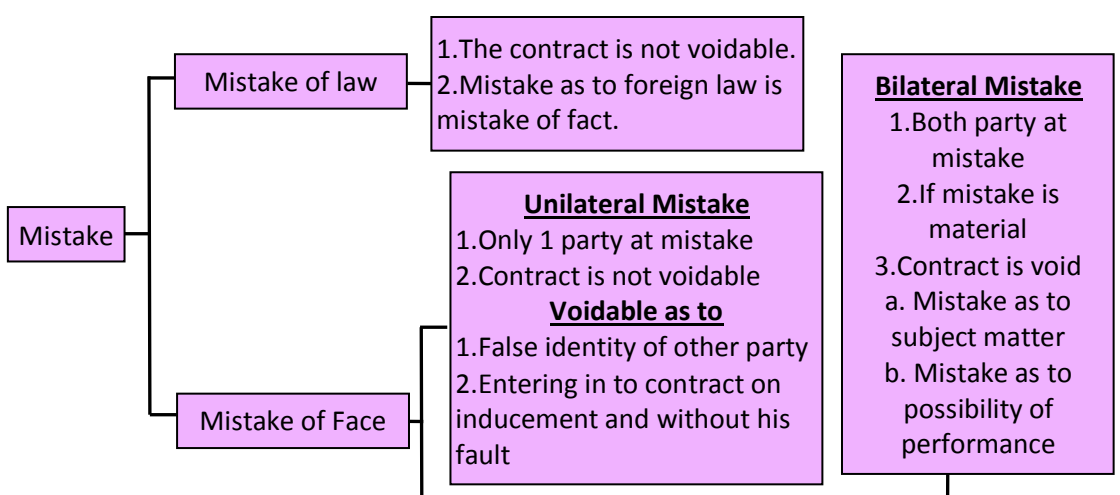 Mistake
Mistake of law
1.The contract is not voidable.
2.Mistake as to foreign law is
mistake of fact.
Mistake of Face
Unilateral Mistake
1.Only 1 party at mistake
2.Contract is not voidable
Voidable as to
1.False identity of other party
2.Entering in to contract on
inducement and without his
fault
Bilateral Mistake
1.Both party at
mistake
2.If mistake is
material
3.Contract is void
a. Mistake as to
subject matter
b. Mistake as to
possibility of
performance